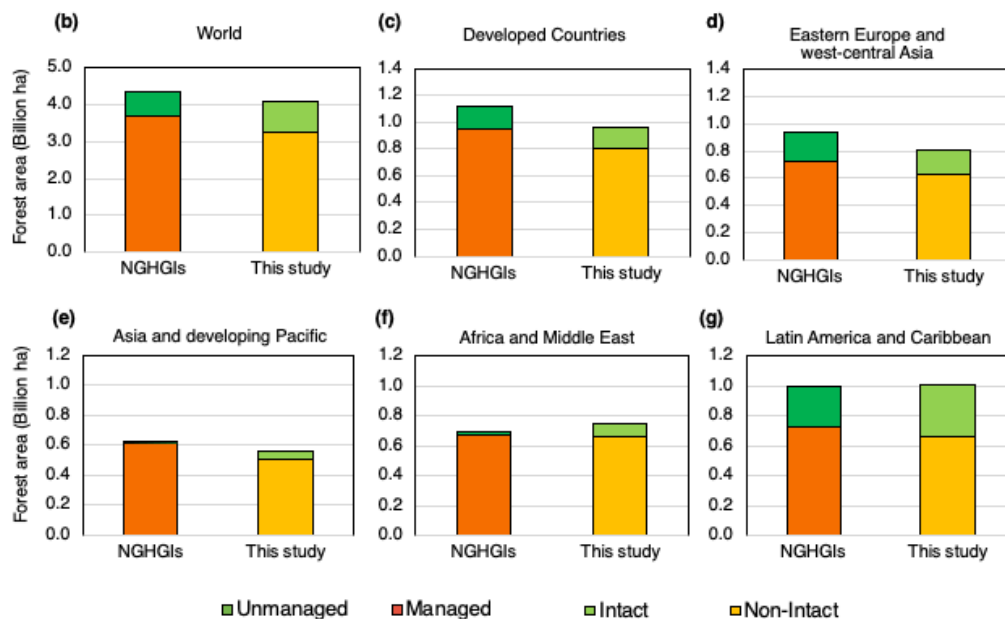 (b)
World
Forest area (Billion ha)
5.0
4.0
3.0
2.0
1.0
0.0
NGHGIs This study
(c)
Developed Countries
1.4
1.2
1.0
0.8
0.6
0.4
0.2
0.0
NGHGIs This study
d)
Eastern Europe and
west-central Asia
1.4
1.2
1.0
0.8
0.6
0.4
0.2
0.0
NGHGIs This study
(e)
Asia and developing Pacific
Forest area (Billion ha)
1.2
1.0
0.8
0.6
0.4
0.2
0.0
NGHGIs This study
(f)
Africa and Middle East
1.2
1.0
0.8
0.6
0.4
0.2
0.0
NGHGIs This study
(g)
Latin America and Caribbean
1.2
1.0
0.8
0.6
0.4
0.2
0.0
NGHGIs This study
Unmanaged Managed Intact Non-Intact